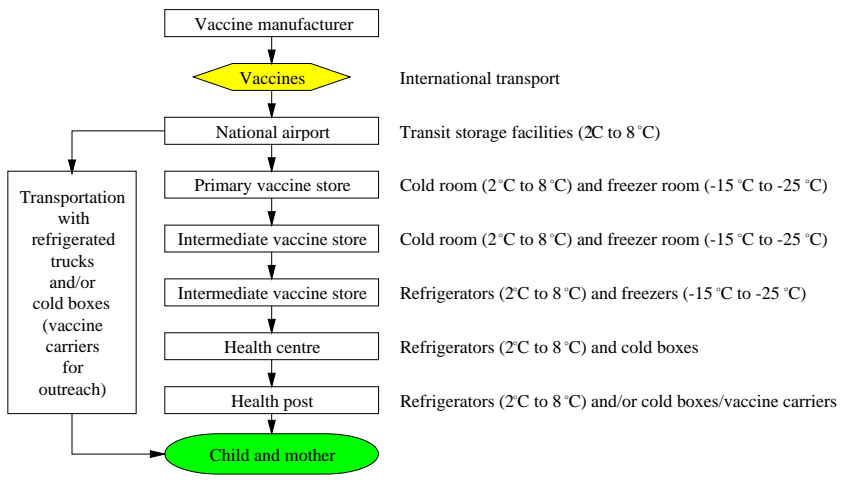 Vaccine manufacturer
Vaccines
International transport
National airport
Transit storage facilities (2°C to 8°C)
Transportation
with
refrigerated
trucks
and/or
cold boxes
(vaccine
carriers
for
outreach)
Primary vaccine store
Cold room (2°C to 8°C) and freezer room (-15°C to -25°C)
Intermediate vaccine store
Cold room (2°C to 8°C) and freezer room (-15°C to -25°C)
Intermediate vaccine store
Refrigerators (2°C to 8°C) and freezers (-15°C to -25°C)
Health centre
Refrigerators (2°C to 8°C) and cold boxes
Health post
Refrigerators (2°C to 8°C) and/or cold boxes/vaccine carriers
Child and mother